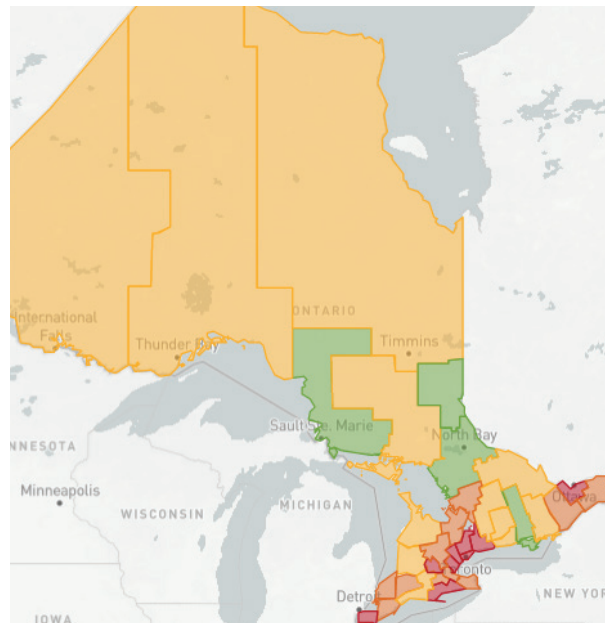 ONTARIO
International
Falls
Thunder Bay
Timmins
Sault Ste. Marie
North Bay
NNESOTA
Minneapolis
WISCONSIN
MICHIGAN
Ottawa
Toronto
Detroit
NEW YOR
IOWA